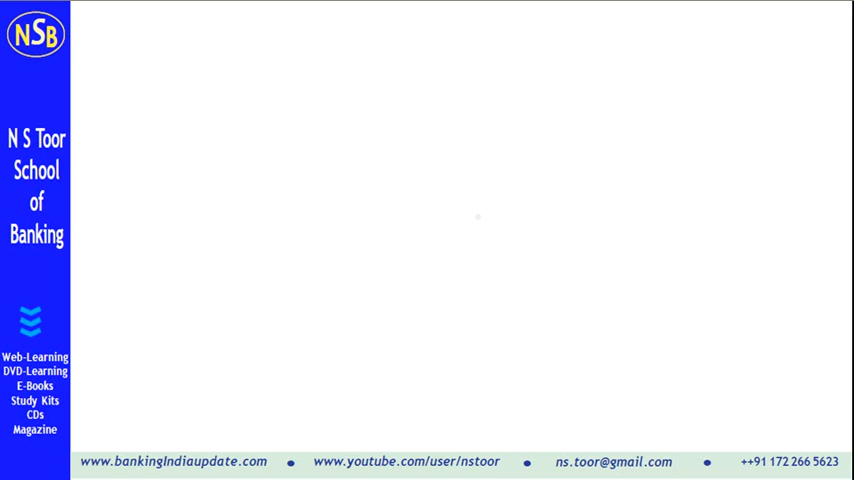 NSB
N S Toor
School
of
Banking
Web-Learning
DVD-Learning
E-Books
Study Kits
CDs
Magazine
www.bankingIndiaupdate.com • www.youtube.com/user/nstoor • ns.toor@gmail.com • ++91 172 266 5623